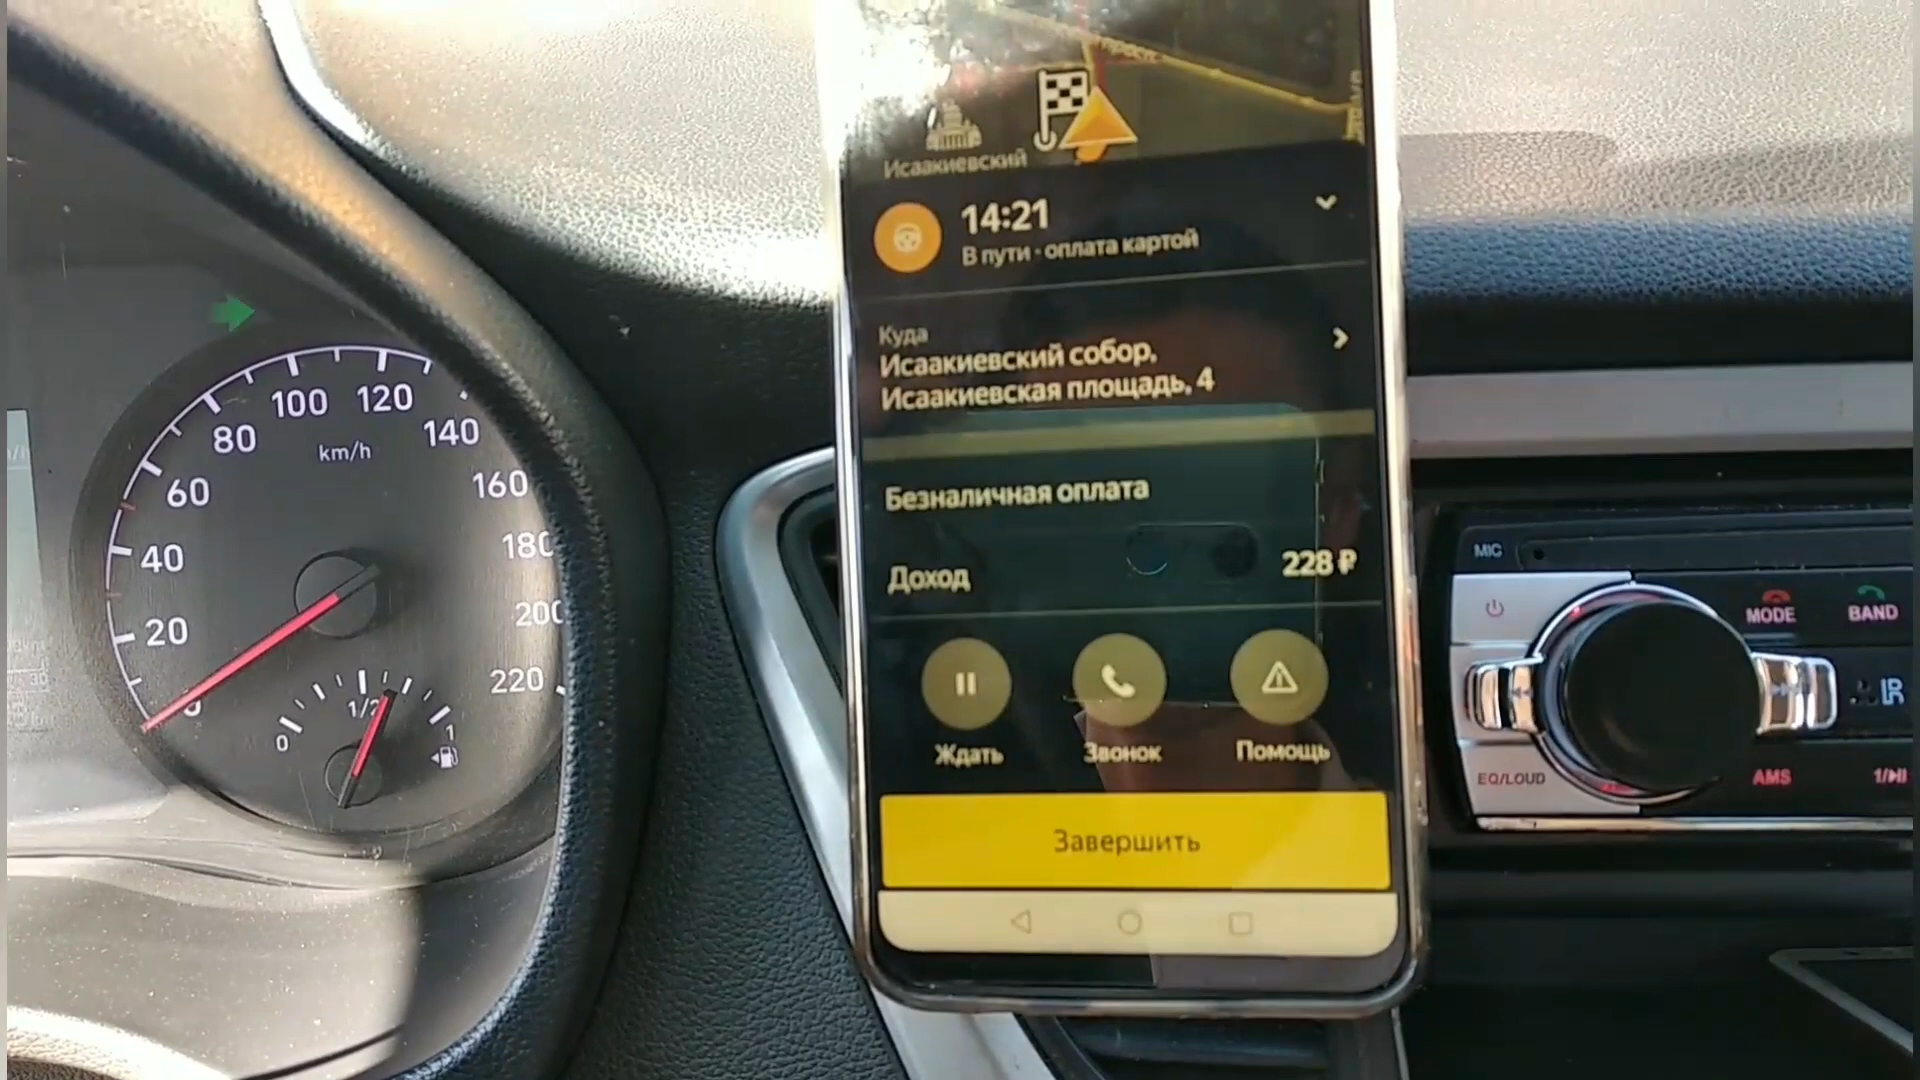 100
120
80
140
km/h
60
160
40
180
20
200
220
0
1/2
0
1
Исаакиевский
14:21
В пути · оплата картой
Куда
Исаакиевский собор,
Исаакиевская площадь, 4
Безналичная оплата
Доход
228 ₽
Ждать
Звонок
Помощь
Завершить
MIC
MODE
BAND
EQ/LOUD
AMS
1/